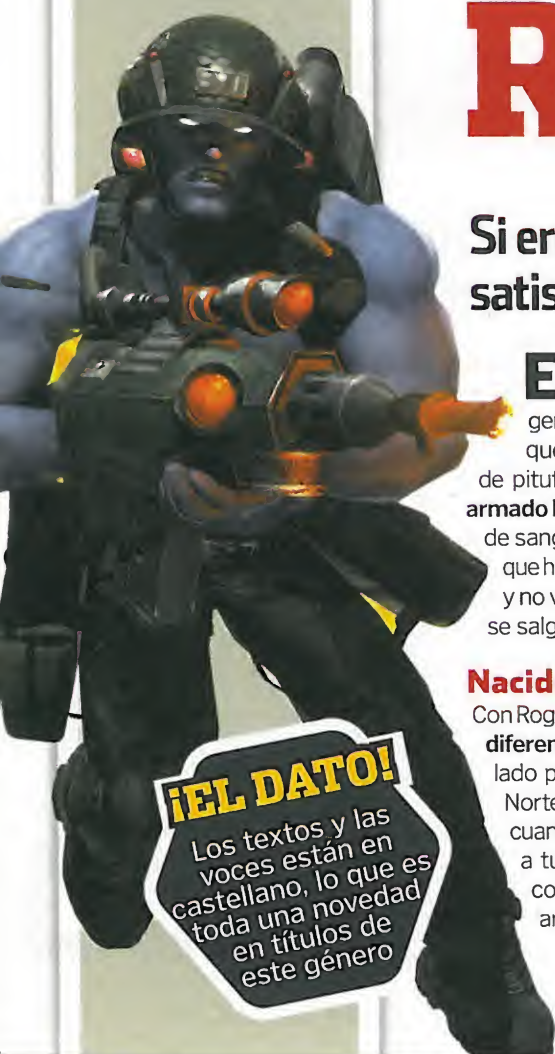 R
Si er
satis
E
ger
que
de pituf
armado
de sang
que h
y no v
se salg
Nacid
Con Rog
diferen
lado p
Norte
cuan
a tu
co
ar
¡EL DATO!
Los textos y las
voces están en
castellano, lo que es
toda una novedad
en títulos de
este género